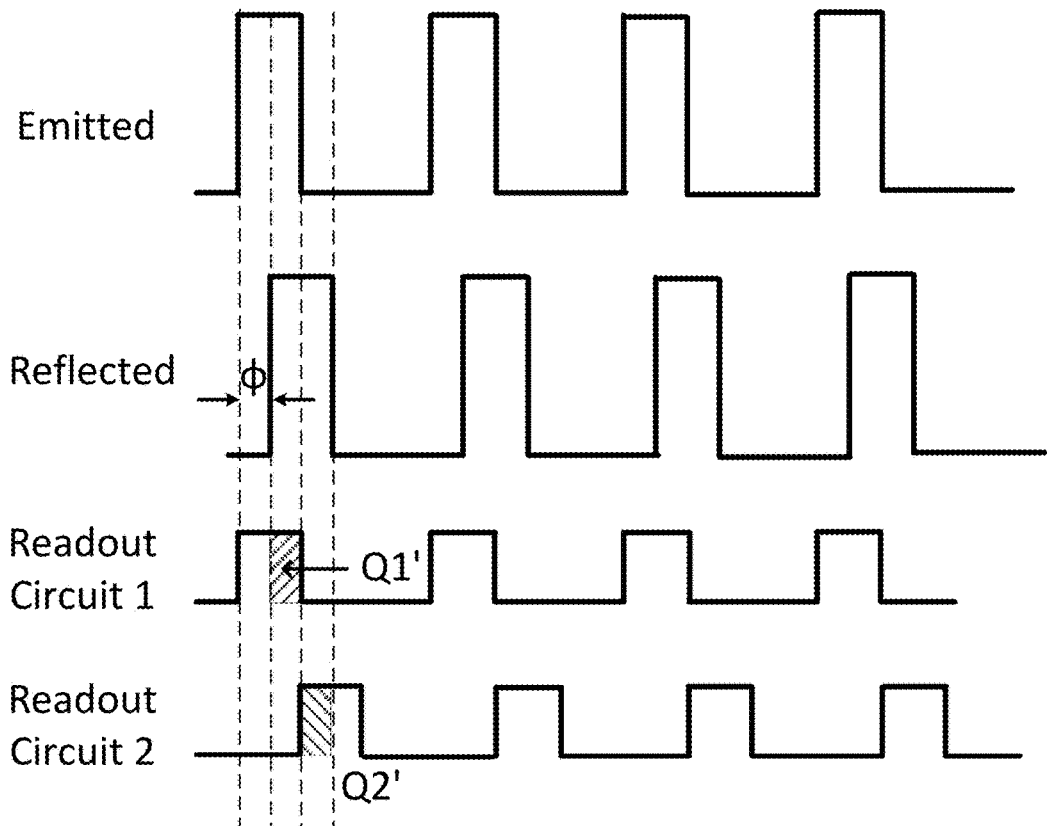 Emitted
Reflected
ϕ
Readout
Circuit 1
Q1'
Readout
Circuit 2
Q2'